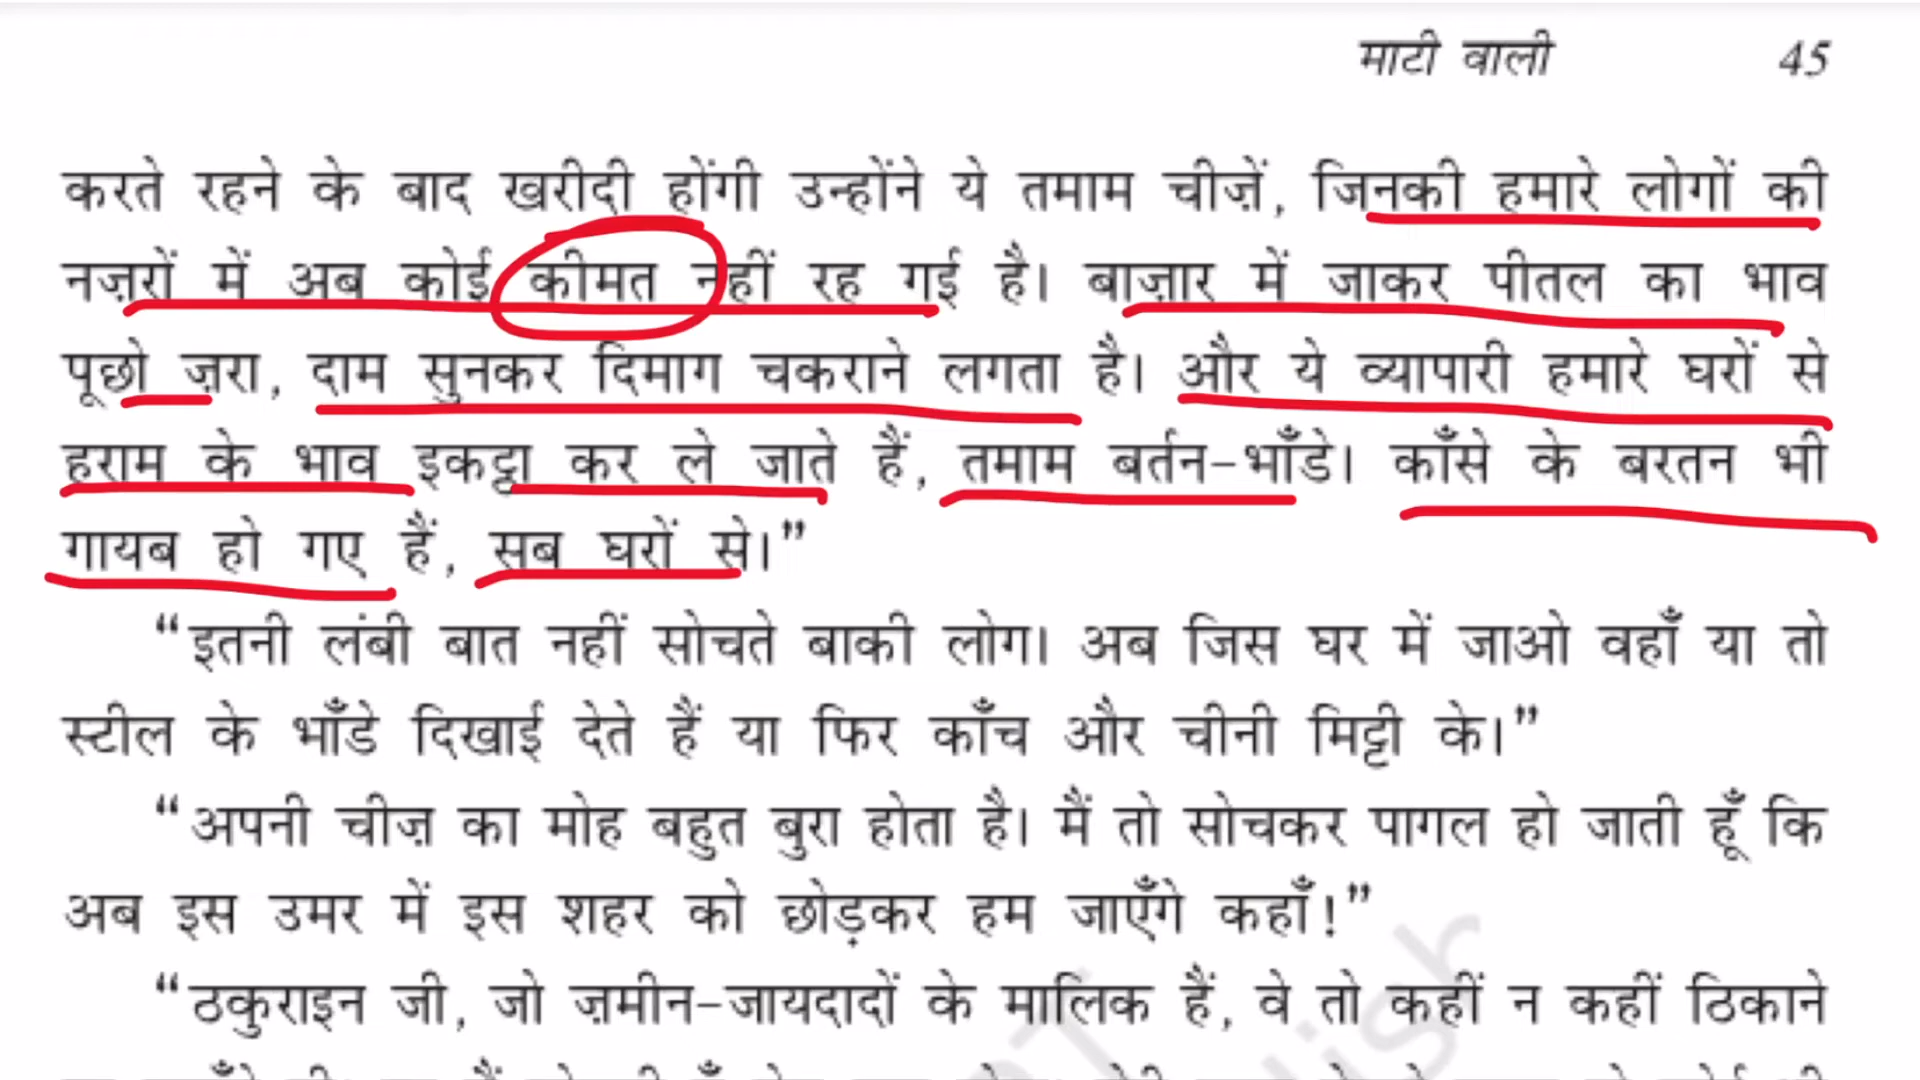 माटी वाली 45
करते रहने के बाद खरीदी होंगी उन्होंने ये तमाम चीज़ें, जिनकी हमारे लोगों की
नज़रों में अब कोई कीमत नहीं रह गई है। बाज़ार में जाकर पीतल का भाव
पूछो ज़रा, दाम सुनकर दिमाग चकराने लगता है। और ये व्यापारी हमारे घरों से
हराम के भाव इकट्ठा कर ले जाते हैं, तमाम बर्तन-भाँडे। काँसे के बरतन भी
गायब हो गए हैं, सब घरों से।”
“इतनी लंबी बात नहीं सोचते बाकी लोग। अब जिस घर में जाओ वहाँ या तो
स्टील के भाँडे दिखाई देते हैं या फिर काँच और चीनी मिट्टी के।”
“अपनी चीज़ का मोह बहुत बुरा होता है। मैं तो सोचकर पागल हो जाती हूँ कि
अब इस उमर में इस शहर को छोड़कर हम जाएँगे कहाँ!”
“ठकुराइन जी, जो ज़मीन-जायदादों के मालिक हैं, वे तो कहीं न कहीं ठिकाने